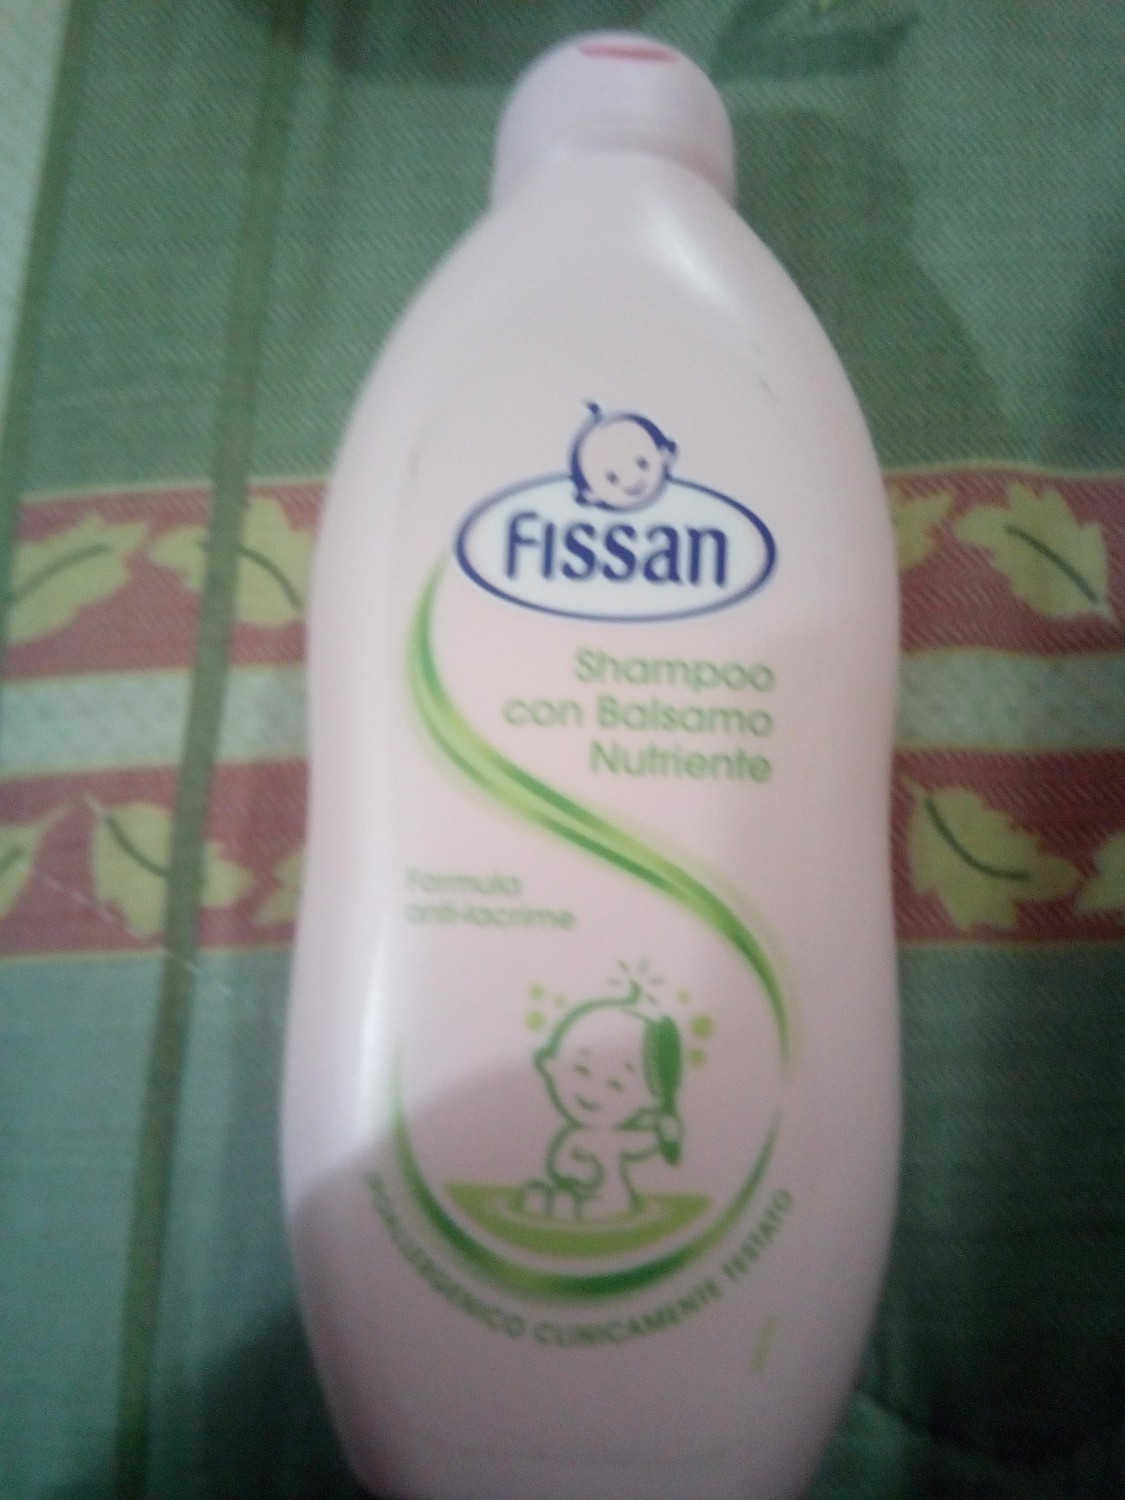 Fissan
Shampoo
con Balsamo
Nutriente
Formula
anti-lacrime
IPOALLERGENICO CLINICAMENTE TESTATO